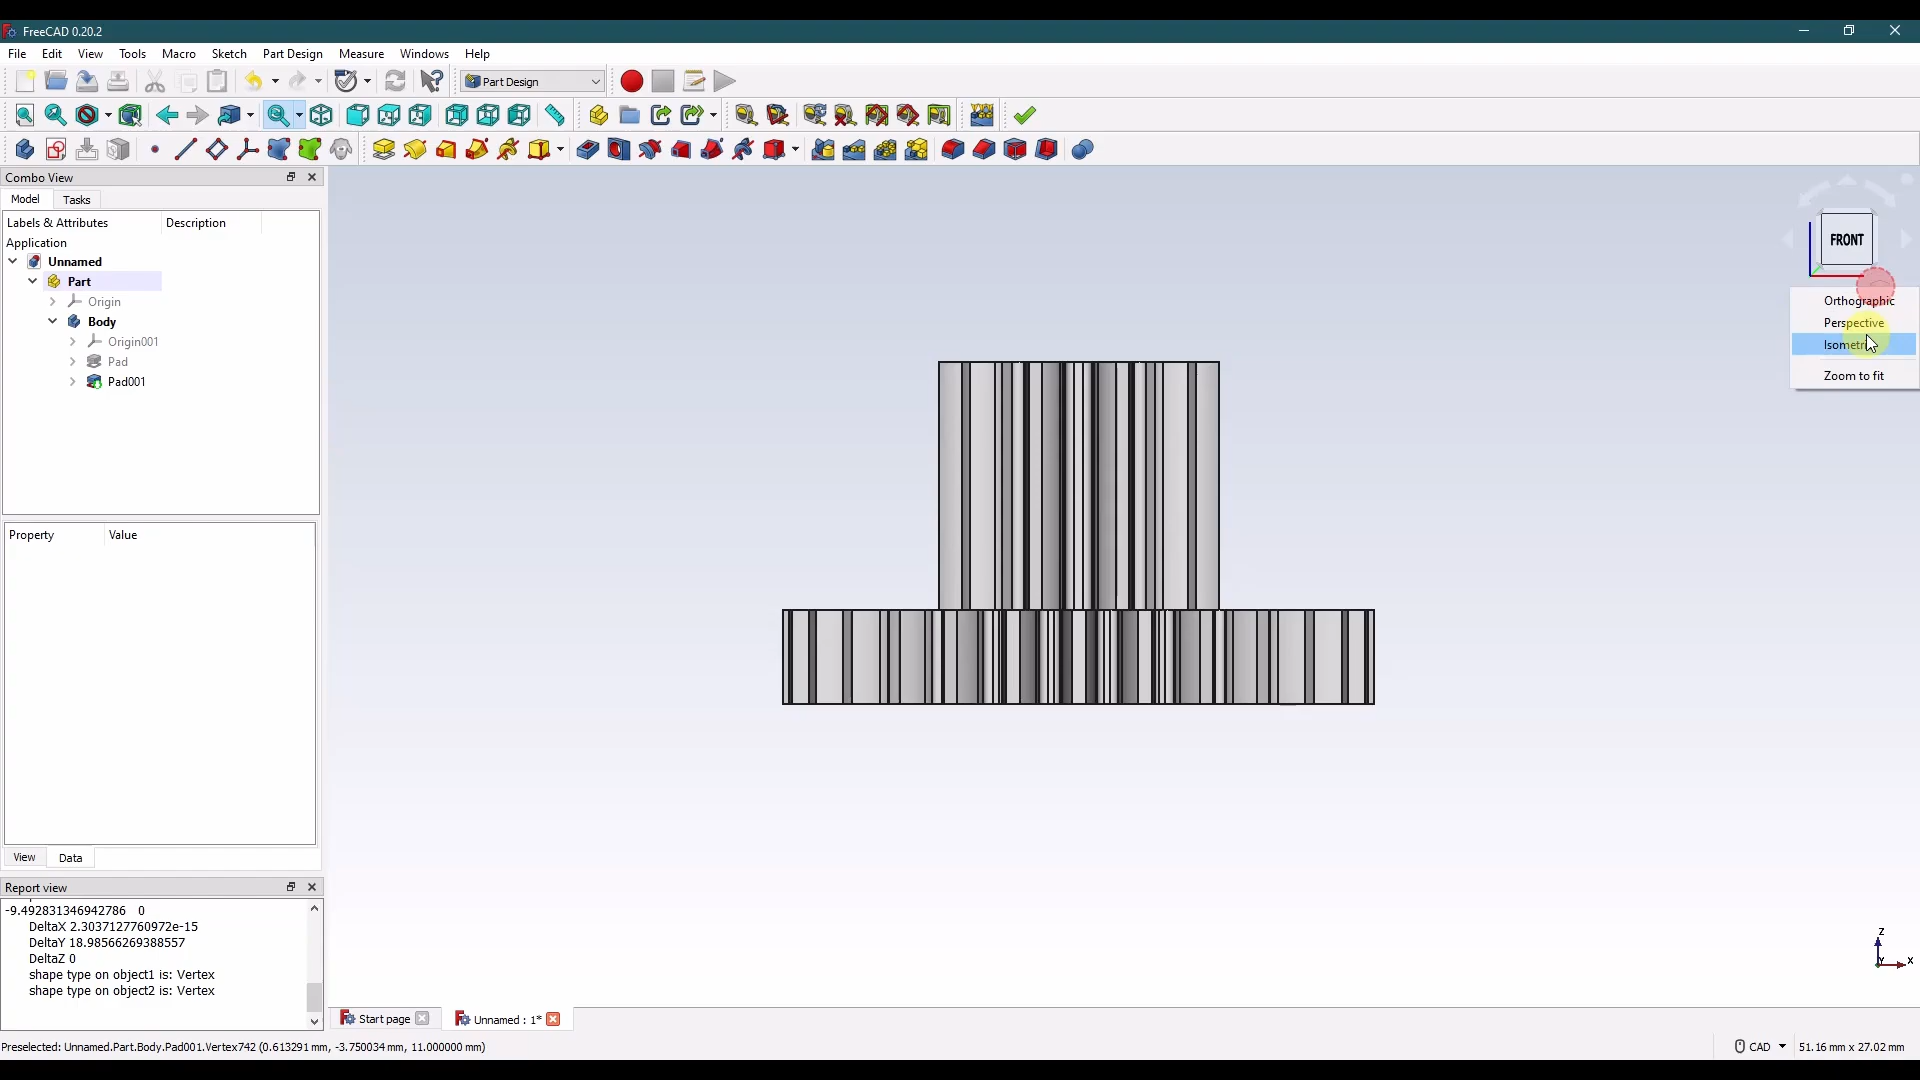 FreeCAD 0.20.2
File Edit View Tools Macro Sketch Part Design Measure Windows Help
Part Design
Combo View
Model Tasks
Labels & Attributes Description
Application
Unnamed
Part
Origin
Body
Origin001
Pad
Pad001
Property Value
View Data
Report view
-9.492831346942786 0
DeltaX 2.3037127760972e-15
DeltaY 18.98566269388557
DeltaZ 0
shape type on object1 is: Vertex
shape type on object2 is: Vertex
FRONT
Orthographic
Perspective
Isometric
Zoom to fit
Z
Y X
Start page
Unnamed : 1*
Preselected: Unnamed.Part.Body.Pad001.Vertex742 (0.613291 mm, -3.750034 mm, 11.000000 mm)
CAD 51.16 mm x 27.02 mm